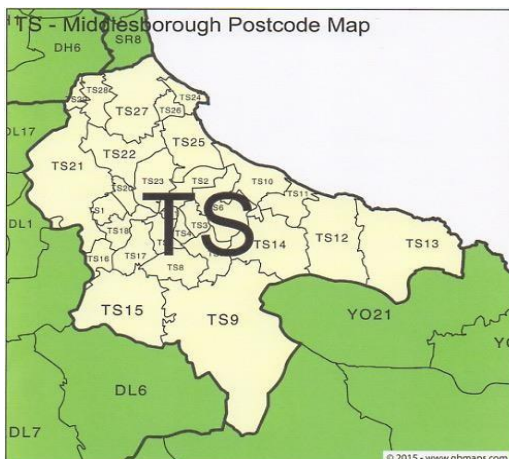 TS - Middlesborough Postcode Map
DH6
SR8
TS28
TS24
TS27
TS26
DL17
TS25
TS21
TS22
TS23
TS2
TS10
TS20
TS11
TS
TS6
DL1
TS18
TS3
TS4
TS14
TS12
TS13
TS16
TS17
TS8
TS15
TS9
YO21
DL6
DL7
© 2015 - www.gbmaps.com